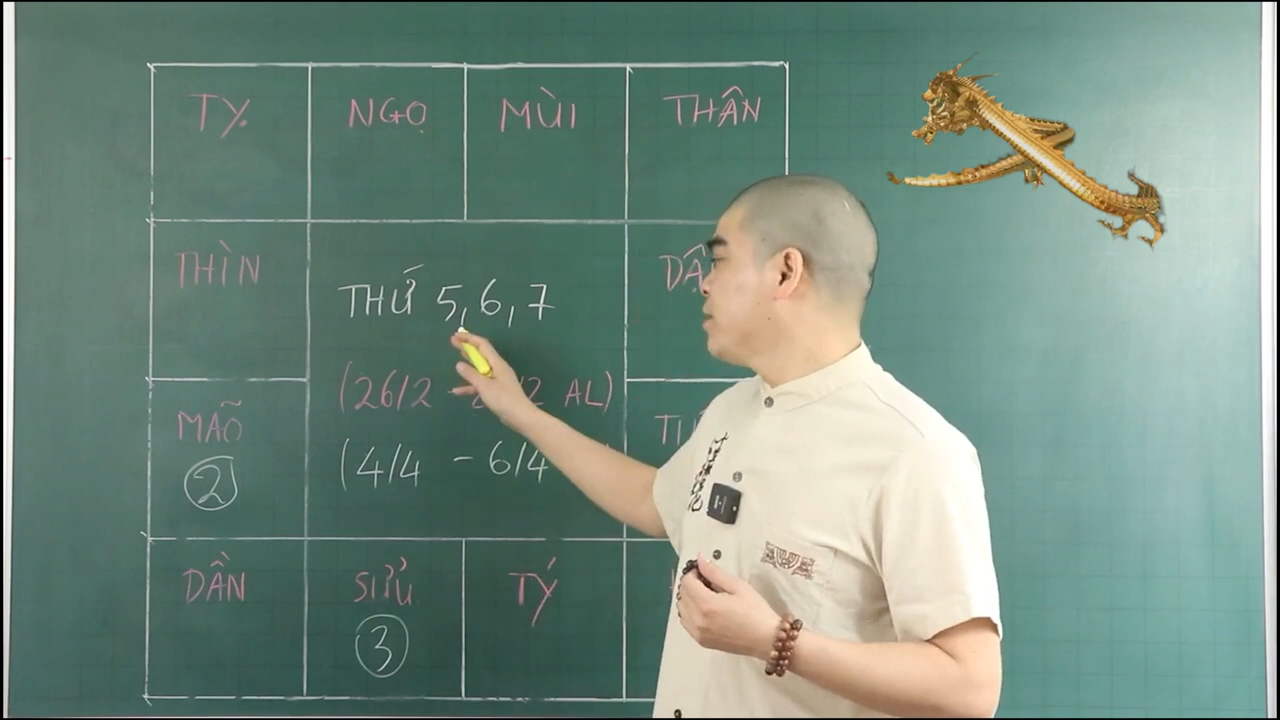 TỴ. NGỌ MÙI THÂN
THÌN
THỨ 5,6,7
(26/2 - 2 /2 AL)
MÃO
(4/4 - 6/4
②
DẦN SỬU TÝ
③